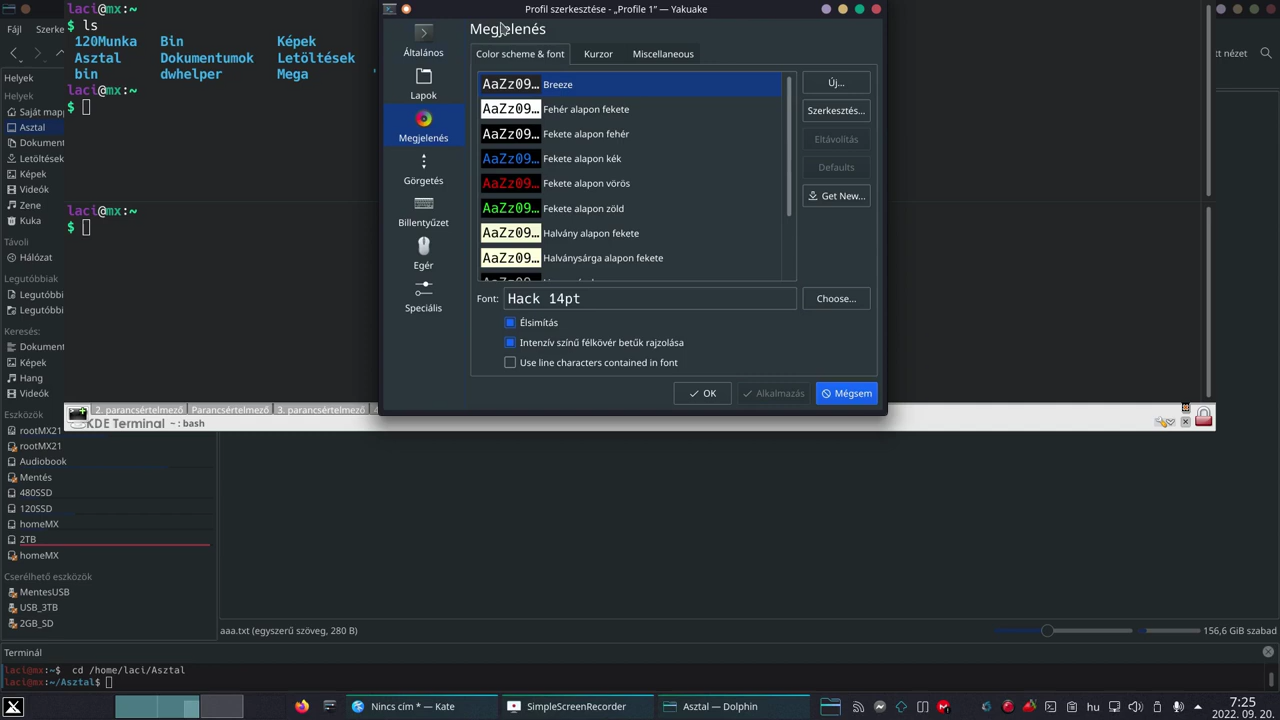 laci@mx:~
Profil szerkesztése - „Profile 1” — Yakuake
$ ls
Fájl
120Munka Bin Képek
Asztal Dokumentumok Letöltések
bin dwhelper Mega
laci@mx:~
$
laci@mx:~
$
Helyek
Helyek
Saját map
Asztal
Dokument
Letöltések
Képek
Videók
Zene
Kuka
Távoli
Hálózat
Legutóbbiak
Legutóbbi
Legutóbbi
Keresés:
Dokument
Képek
Hang
Videók
Eszközök
rootMX21
rootMX21
Audiobook
Mentés
480SSD
120SSD
homeMX
2TB
homeMX
Cserélhető eszközök
MentesUSB
USB_3TB
2GB_SD
Általános
Lapok
Megjelenés
Görgetés
Billentyűzet
Egér
Speciális
Megjelenés
Color scheme & font Kurzor Miscellaneous
AaZz09... Breeze
AaZz09... Fehér alapon fekete
AaZz09... Fekete alapon fehér
AaZz09... Fekete alapon kék
AaZz09... Fekete alapon vörös
AaZz09... Fekete alapon zöld
AaZz09... Halvány alapon fekete
AaZz09... Halványsárga alapon fekete
Új...
Szerkesztés...
Eltávolítás
Defaults
Get New...
Font: Hack 14pt Choose...
Élsimítás
Intenzív színű félkövér betűk rajzolása
Use line characters contained in font
OK Alkalmazás Mégsem
nézet
2. parancsértelmező Parancsértelmező 3. parancsértelmező 4
KDE Terminal ~ : bash
aaa.txt (egyszerű szöveg, 280 B) 156,6 GiB szabad
Terminál
laci@mx:~$ cd /home/laci/Asztal
laci@mx:~/Asztal$
Nincs cím * — Kate
SimpleScreenRecorder
Asztal — Dolphin
hu
7:25
2022. 09. 20.